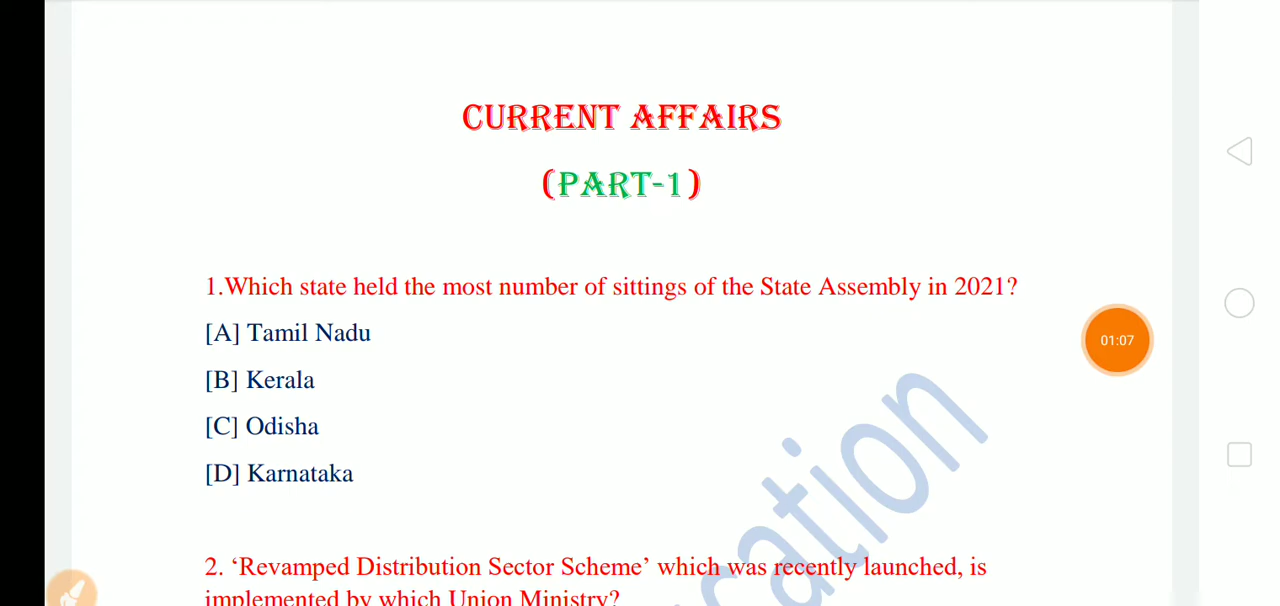 CURRENT AFFAIRS
(PART-1)
1.Which state held the most number of sittings of the State Assembly in 2021?
[A] Tamil Nadu
[B] Kerala
01:07
[C] Odisha
[D] Karnataka
cation
2. ‘Revamped Distribution Sector Scheme’ which was recently launched, is
implemented by which Union Ministry?